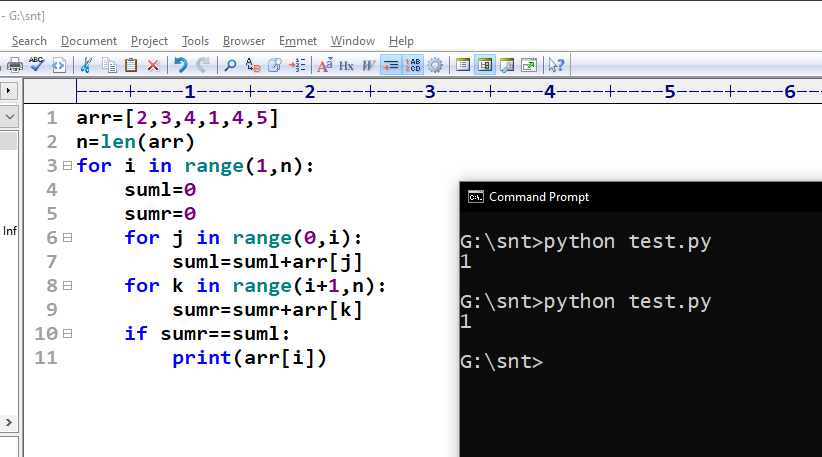 - G:\snt]
Search Document Project Tools Browser Emmet Window Help
ABC Hx W 1AB 2CD
1 2 3 4 5 6
1 arr=[2,3,4,1,4,5]
2 n=len(arr)
3 for i in range(1,n):
4 suml=0
5 sumr=0
6 for j in range(0,i):
7 suml=suml+arr[j]
8 for k in range(i+1,n):
9 sumr=sumr+arr[k]
10 if sumr==suml:
11 print(arr[i])
Inf
Command Prompt
G:\snt>python test.py
1
G:\snt>python test.py
1
G:\snt>